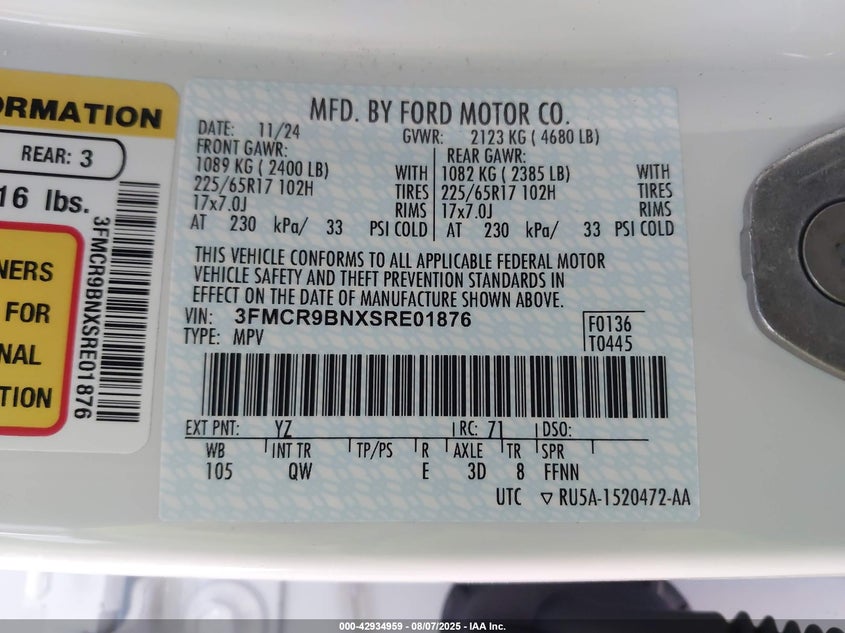 ORMATION
REAR: 3
16 lbs.
NERS
FOR
NAL
TION
3FMCR9BNXSRE01876
MFD. BY FORD MOTOR CO.
DATE: 11/24 GVWR: 2123 KG ( 4680 LB)
FRONT GAWR: REAR GAWR:
1089 KG ( 2400 LB) WITH 1082 KG ( 2385 LB) WITH
225/65R17 102H TIRES 225/65R17 102H TIRES
17x7.0J RIMS 17x7.0J RIMS
AT 230 kPa/ 33 PSI COLD AT 230 kPa/ 33 PSI COLD
THIS VEHICLE CONFORMS TO ALL APPLICABLE FEDERAL MOTOR
VEHICLE SAFETY AND THEFT PREVENTION STANDARDS IN
EFFECT ON THE DATE OF MANUFACTURE SHOWN ABOVE.
VIN: 3FMCR9BNXSRE01876 F0136
TYPE: MPV T0445
EXT PNT: YZ RC: 71 DSO:
WB INT TR TP/PS R AXLE TR SPR
105 QW E 3D 8 FFNN
UTC ▽ RU5A-1520472-AA
000-42934959 - 08/07/2025 - IAA Inc.